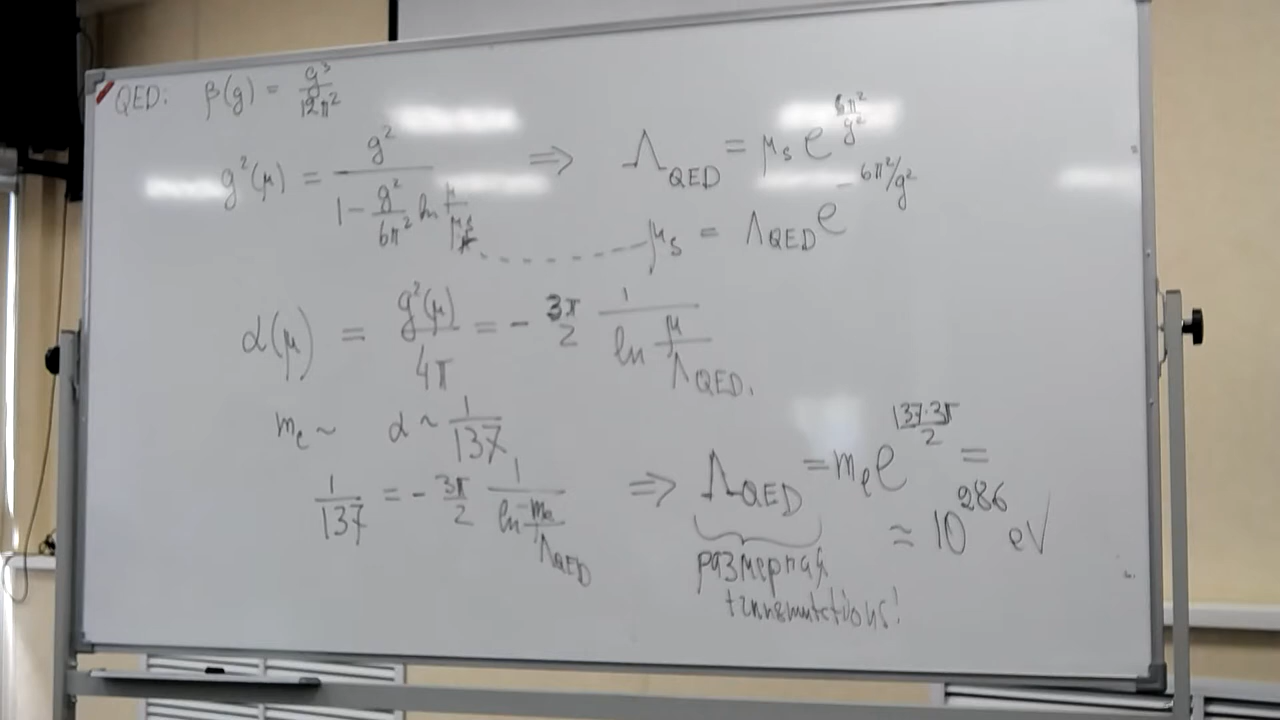 QED: β(g) = g³/12π²
g²(μ) = g²/(1 - g²/6π² ln μ/μs) ⇒ Λ_QED = μs e^(6π²/g²)
μs = Λ_QED e^(-6π²/g²)
α(μ) = g²(μ)/4π = - 3π/2 1/(ln μ/Λ_QED).
me ~ α ~ 1/137
1/137 = - 3π/2 1/(ln me/Λ_QED) ⇒ Λ_QED = me e^(137·3π/2) =
≈ 10^286 eV
размерная
transmutations!